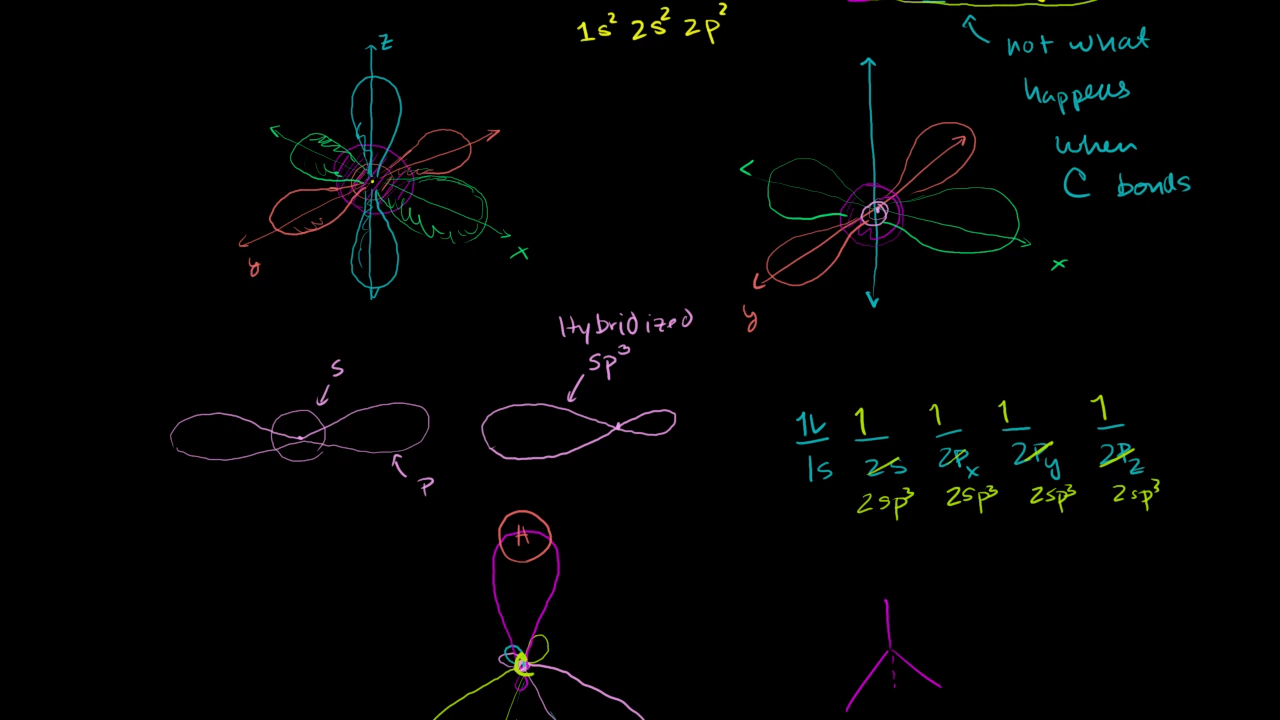 1s² 2s² 2p²
not what
happens
when
C bonds
z
y
x
y
x
Hybridized
sp³
s
p
1 1 1 1 1
1s 2s 2Px 2Py 2Pz
2sp³ 2sp³ 2sp³ 2sp³
H